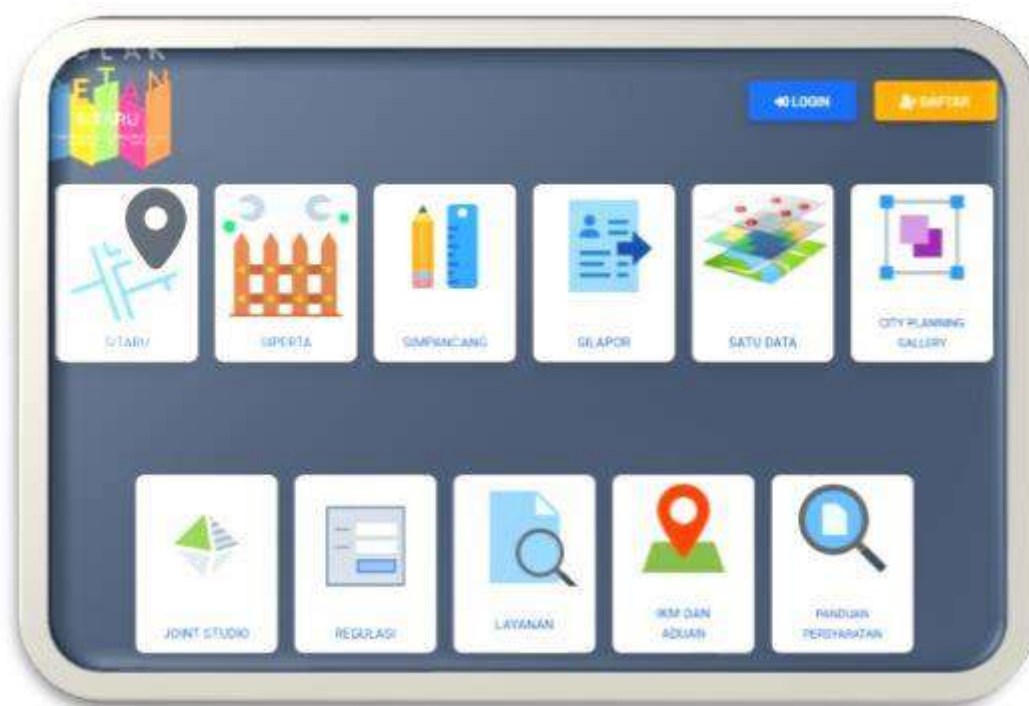 LOGIN
DAFTAR
SITARU
SIPERTA
SIMPANCANG
SILAPOR
SATU DATA
CITY PLANNING
GALLERY
JOINT STUDIO
REGULASI
LAYANAN
IKM DAN
ADUAN
PANDUAN
PERSYARATAN